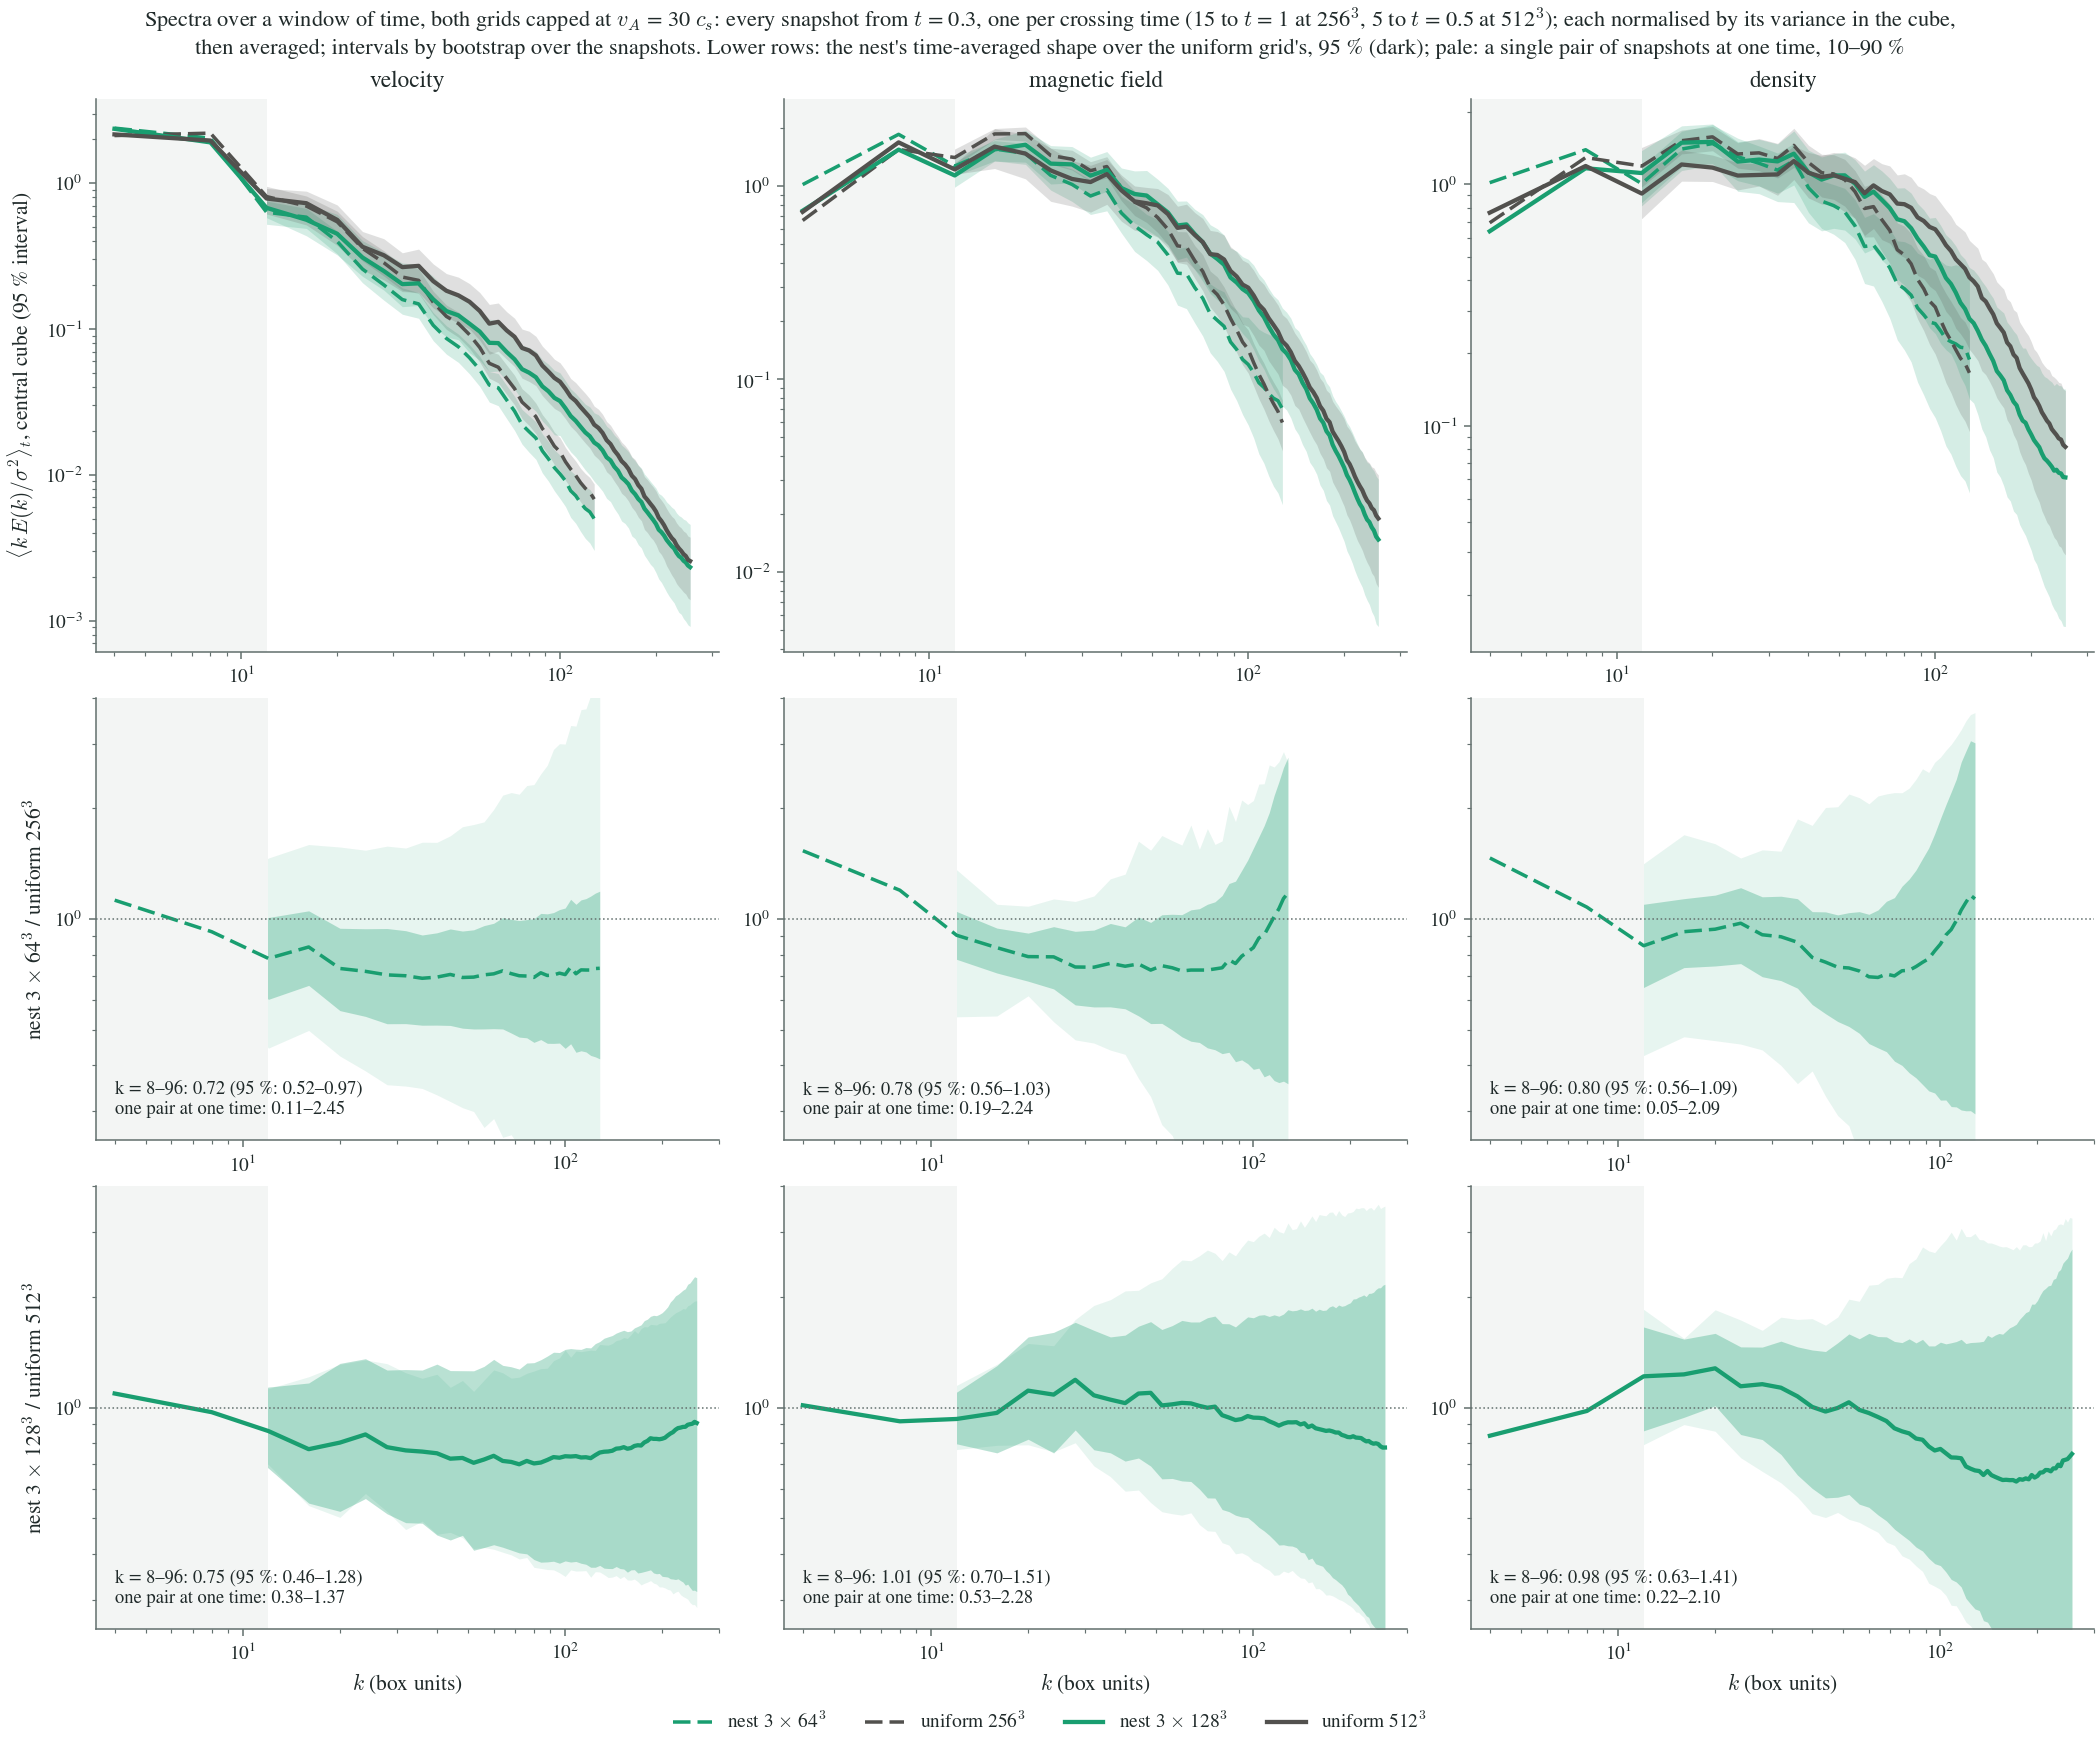 Spectra over a window of time, both grids capped at v_A = 30 c_s: every snapshot from t = 0.3, one per crossing time (15 to t = 1 at 256³, 5 to t = 0.5 at 512³); each normalised by its variance in the cube,
then averaged; intervals by bootstrap over the snapshots. Lower rows: the nest's time-averaged shape over the uniform grid's, 95 % (dark); pale: a single pair of snapshots at one time, 10–90 %
velocity
magnetic field
density
⟨k E(k)/σ²⟩_t, central cube (95 % interval)
10⁰
10⁻¹
10⁻²
10⁻³
10¹
10²
10⁰
10⁻¹
10⁻²
10¹
10²
10⁰
10⁻¹
10¹
10²
nest 3 × 64³ / uniform 256³
10⁰
k = 8–96: 0.72 (95 %: 0.52–0.97)
one pair at one time: 0.11–2.45
10¹
10²
10⁰
k = 8–96: 0.78 (95 %: 0.56–1.03)
one pair at one time: 0.19–2.24
10¹
10²
10⁰
k = 8–96: 0.80 (95 %: 0.56–1.09)
one pair at one time: 0.05–2.09
10¹
10²
nest 3 × 128³ / uniform 512³
10⁰
k = 8–96: 0.75 (95 %: 0.46–1.28)
one pair at one time: 0.38–1.37
10¹
10²
k (box units)
10⁰
k = 8–96: 1.01 (95 %: 0.70–1.51)
one pair at one time: 0.53–2.28
10¹
10²
k (box units)
10⁰
k = 8–96: 0.98 (95 %: 0.63–1.41)
one pair at one time: 0.22–2.10
10¹
10²
k (box units)
nest 3 × 64³
uniform 256³
nest 3 × 128³
uniform 512³